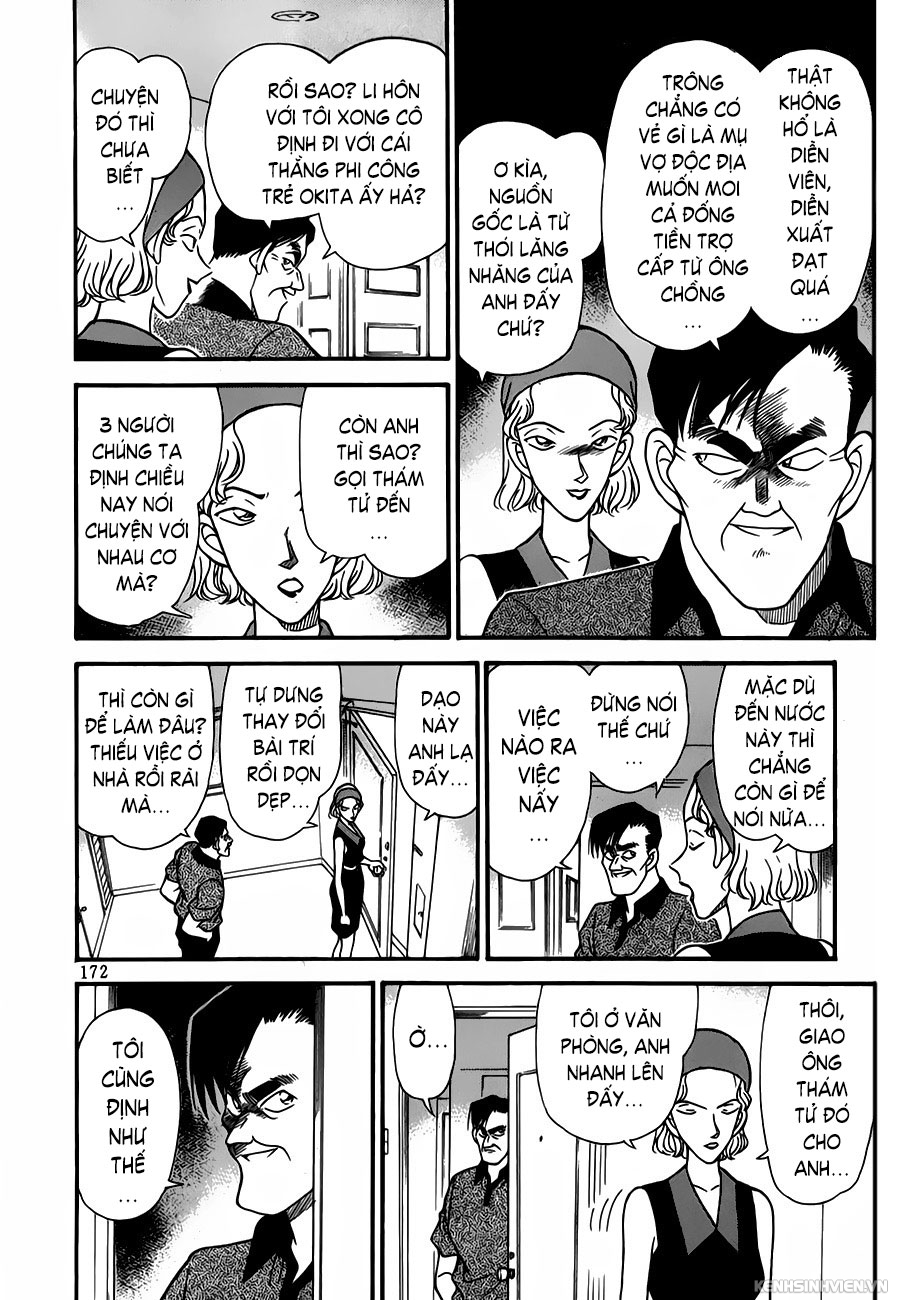 THẬT
KHÔNG
HỔ LÀ
DIỄN
VIÊN,
DIỄN
XUẤT
ĐẠT
QUÁ
...
TRÔNG
CHẲNG CÓ
VẺ GÌ LÀ MỤ
VỢ ĐỘC ĐỊA
MUỐN MOI
CẢ ĐỐNG
TIỀN TRỢ
CẤP TỪ ÔNG
CHỒNG
...
Ơ KÌA,
NGUỒN
GỐC LÀ TỪ
THÓI LĂNG
NHĂNG CỦA
ANH ĐẤY
CHỨ?
RỒI SAO? LI HÔN
VỚI TÔI XONG CÔ
ĐỊNH ĐI VỚI CÁI
THẰNG PHI CÔNG
TRẺ OKITA ẤY HẢ?
CHUYỆN
ĐÓ THÌ
CHƯA
BIẾT
...
CÒN ANH
THÌ SAO?
GỌI THÁM
TỬ ĐẾN
...
3 NGƯỜI
CHÚNG TA
ĐỊNH CHIỀU
NAY NÓI
CHUYỆN VỚI
NHAU CƠ
MÀ?
MẶC DÙ
ĐẾN NƯỚC
NÀY THÌ
CHẲNG
CÒN GÌ ĐỂ
NÓI NỮA...
ĐỪNG NÓI
THẾ CHỨ
...
VIỆC
NÀO RA
VIỆC
NẤY
...
DẠO
NÀY
ANH LẠ
ĐẤY...
TỰ DƯNG
THAY ĐỔI
BÀI TRÍ
RỒI DỌN
DẸP...
THÌ CÒN GÌ
ĐỂ LÀM ĐÂU?
THIẾU VIỆC Ở
NHÀ RỒI RẢI
MÀ...
172
THÔI,
GIAO
ÔNG
THÁM
TỬ ĐÓ
CHO
ANH...
TÔI Ở VĂN
PHÒNG, ANH
NHANH LÊN
ĐẤY...
Ờ...
TÔI
CŨNG
ĐỊNH
NHƯ
THẾ
...
KENHSINHVIEN.VN